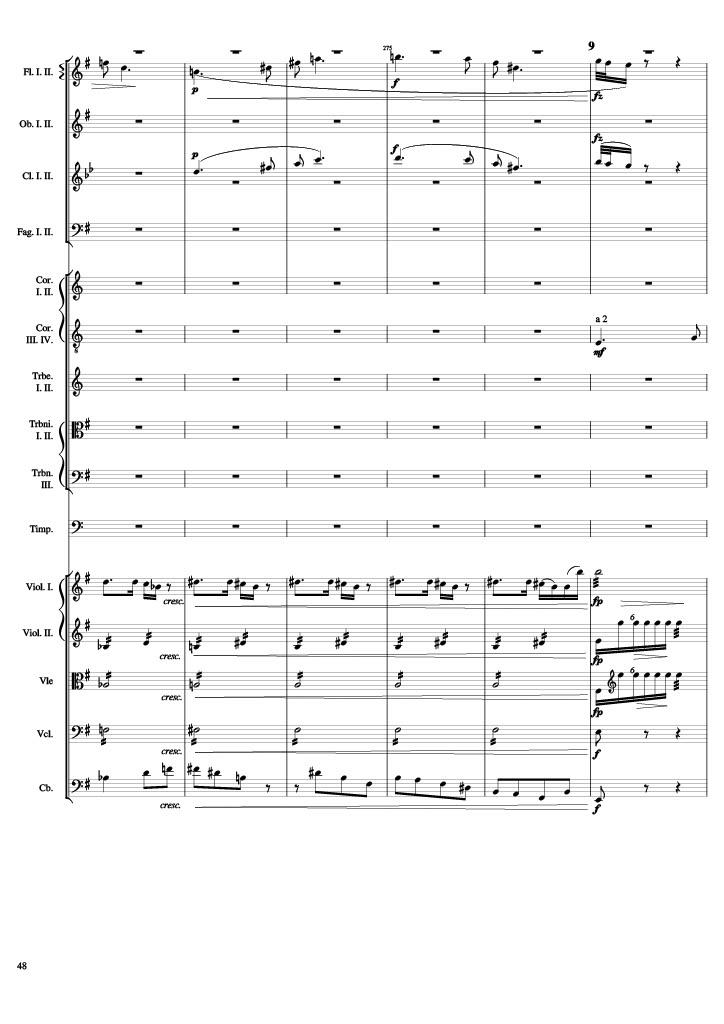 275
9
Fl. I. II.
p
f
fz
Ob. I. II.
fz
p
f
Cl. I. II.
Fag. I. II.
Cor.
I. II.
a 2
Cor.
III. IV.
mf
Trbe.
I. II.
Trbni.
I. II.
Trbn.
III.
Timp.
Viol. I.
cresc.
fp
6
Viol. II.
cresc.
fp
6
Vle
cresc.
fp
Vcl.
cresc.
f
Cb.
cresc.
f
48